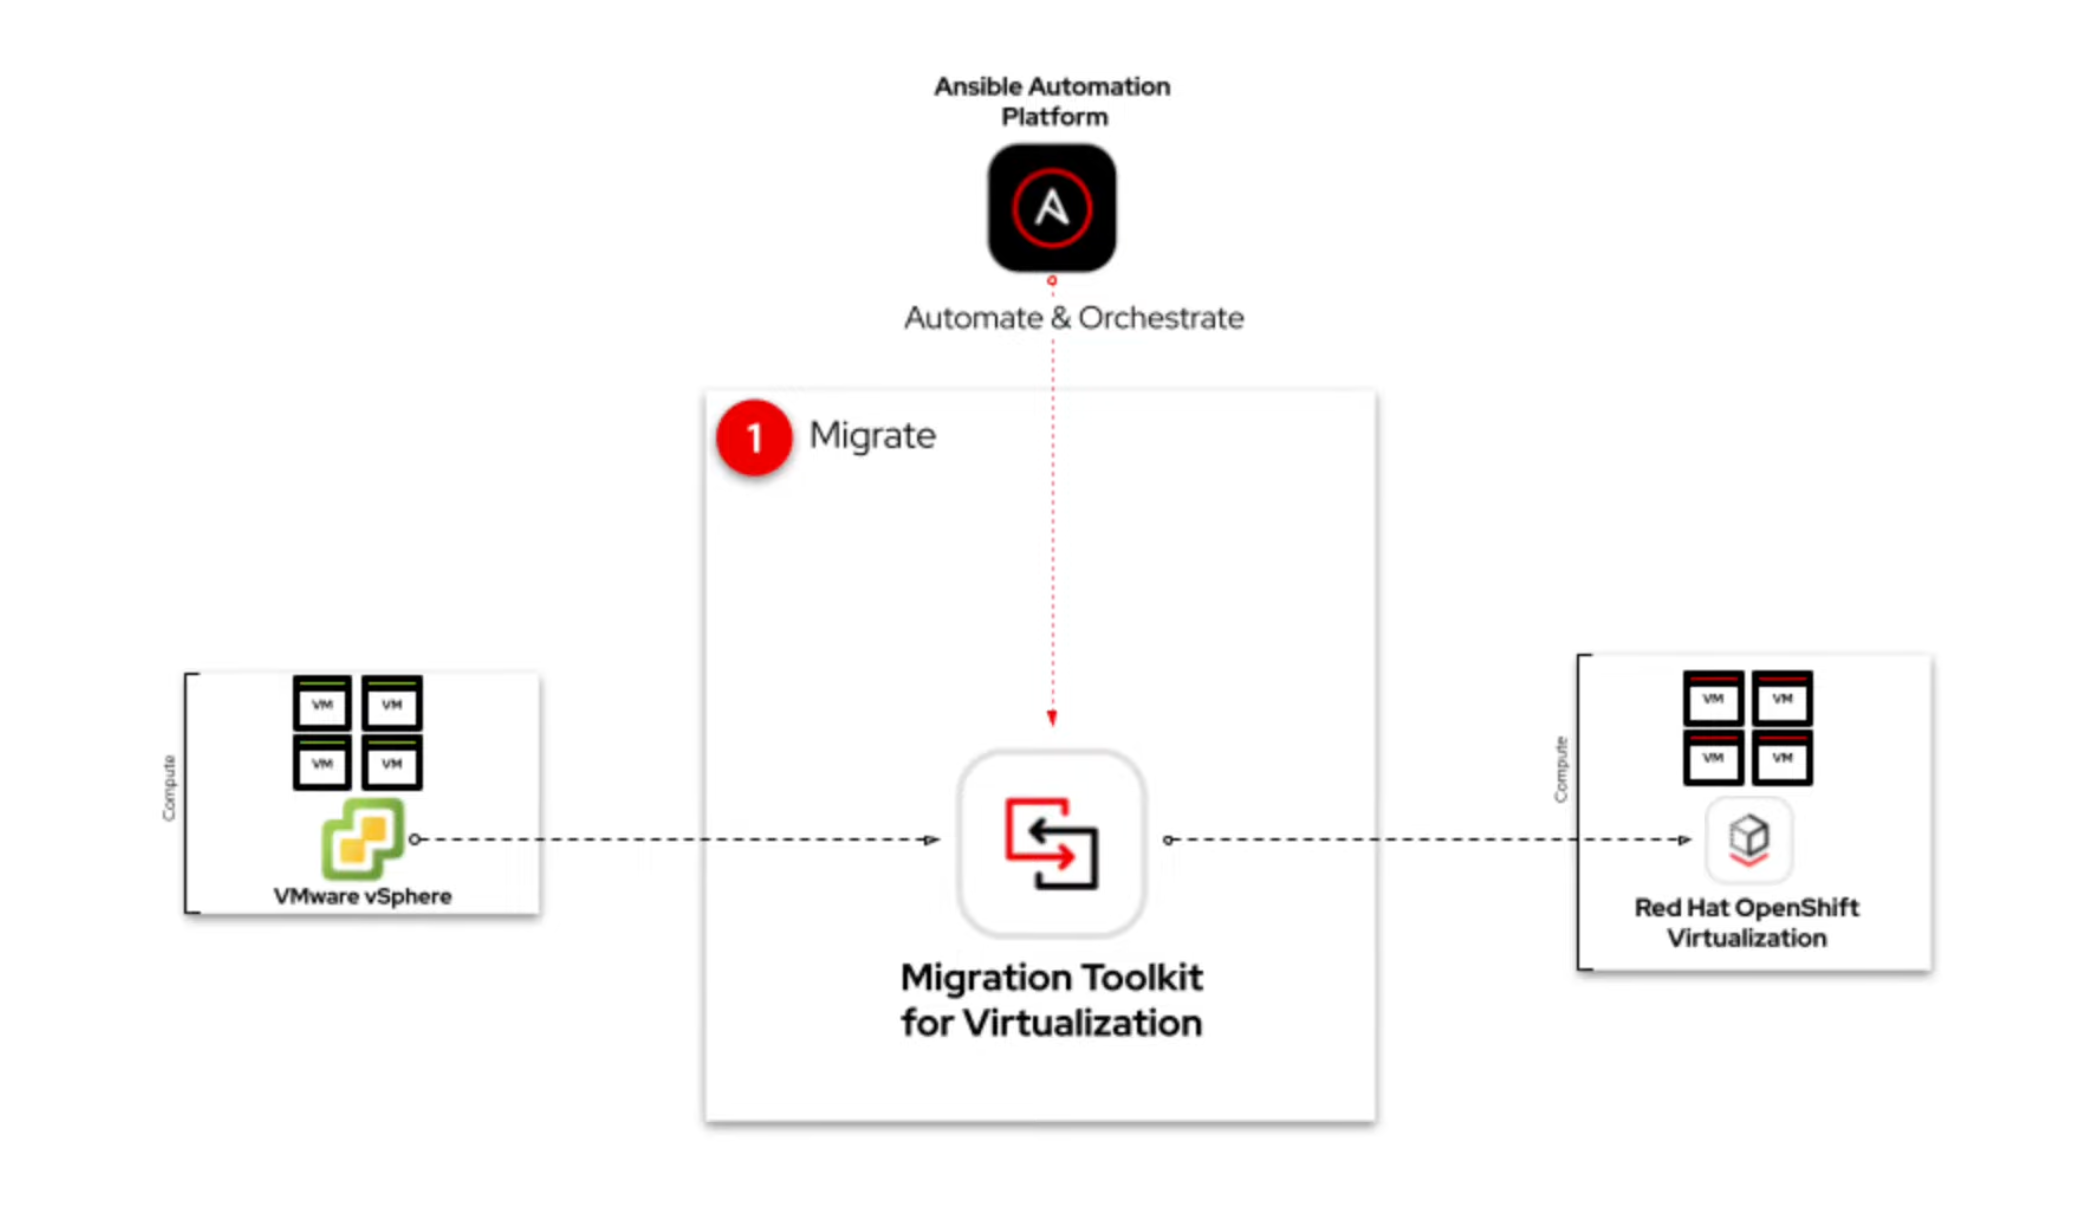 Ansible Automation
Platform
Automate & Orchestrate
1 Migrate
Compute
VM VM
VM VM
VMware vSphere
Migration Toolkit
for Virtualization
Compute
VM VM
VM VM
Red Hat OpenShift
Virtualization